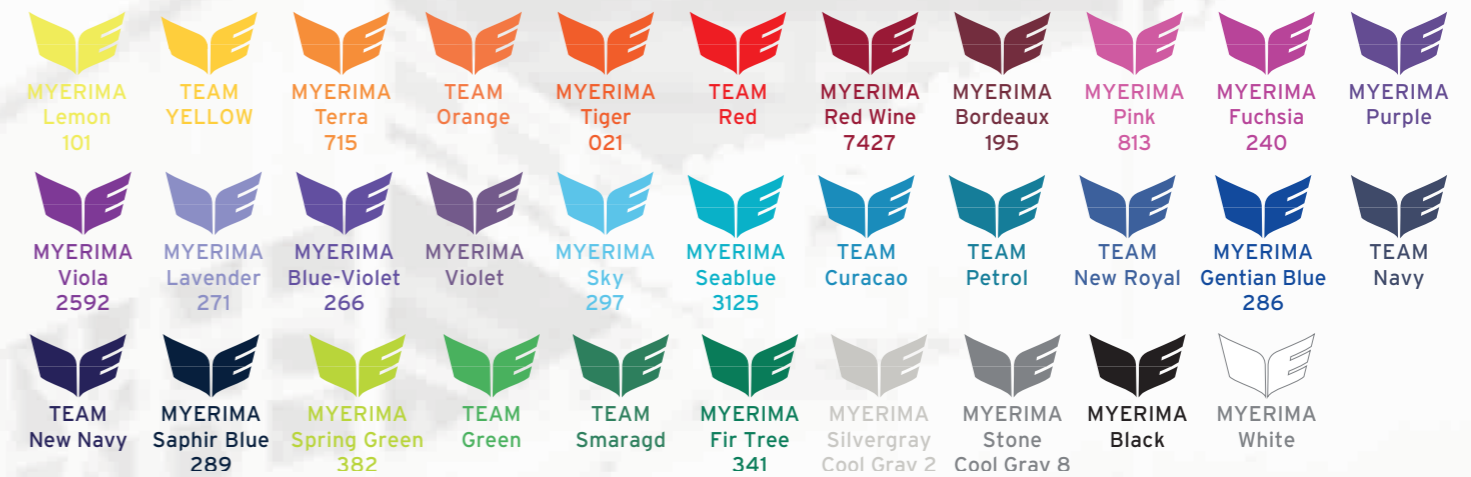 MYERIMA Lemon 101
TEAM YELLOW
MYERIMA Terra 715
TEAM Orange
MYERIMA Tiger 021
TEAM Red
MYERIMA Red Wine 7427
MYERIMA Bordeaux 195
MYERIMA Pink 813
MYERIMA Fuchsia 240
MYERIMA Purple
MYERIMA Viola 2592
MYERIMA Lavender 271
MYERIMA Blue-Violet 266
MYERIMA Violet
MYERIMA Sky 297
MYERIMA Seablue 3125
TEAM Curacao
TEAM Petrol
TEAM New Royal
MYERIMA Gentian Blue 286
TEAM Navy
TEAM New Navy
MYERIMA Saphir Blue 289
MYERIMA Spring Green 382
TEAM Green
TEAM Smaragd
MYERIMA Fir Tree 341
MYERIMA Silvergray Cool Gray 2
MYERIMA Stone Cool Gray 8
MYERIMA Black
MYERIMA White